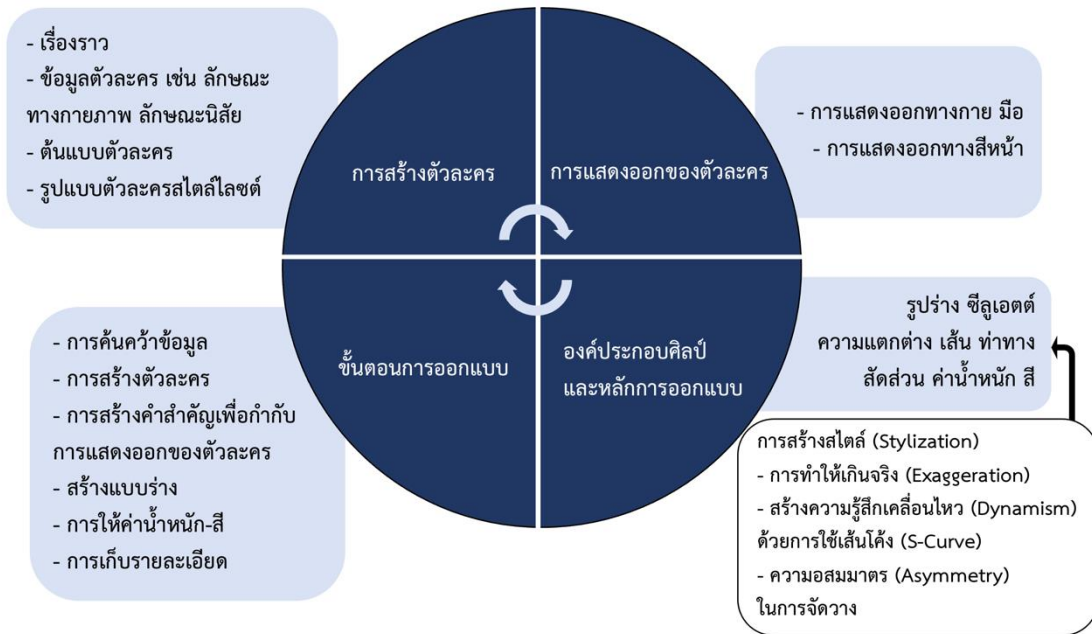 - เรื่องราว
- ข้อมูลตัวละคร เช่น ลักษณะ
ทางกายภาพ ลักษณะนิสัย
- ต้นแบบตัวละคร
- รูปแบบตัวละครสไตล์ไลซต์
การสร้างตัวละคร
การแสดงออกของตัวละคร
- การแสดงออกทางกาย มือ
- การแสดงออกทางสีหน้า
- การค้นคว้าข้อมูล
- การสร้างตัวละคร
- การสร้างคำสำคัญเพื่อกำกับ
การแสดงออกของตัวละคร
- สร้างแบบร่าง
- การให้ค่าน้ำหนัก-สี
- การเก็บรายละเอียด
ขั้นตอนการออกแบบ
องค์ประกอบศิลป์
และหลักการออกแบบ
รูปร่าง ซีลูเอตต์
ความแตกต่าง เส้น ท่าทาง
สัดส่วน ค่าน้ำหนัก สี
การสร้างสไตล์ (Stylization)
- การทำให้เกินจริง (Exaggeration)
- สร้างความรู้สึกเคลื่อนไหว (Dynamism)
ด้วยการใช้เส้นโค้ง (S-Curve)
- ความอสมมาตร (Asymmetry)
ในการจัดวาง